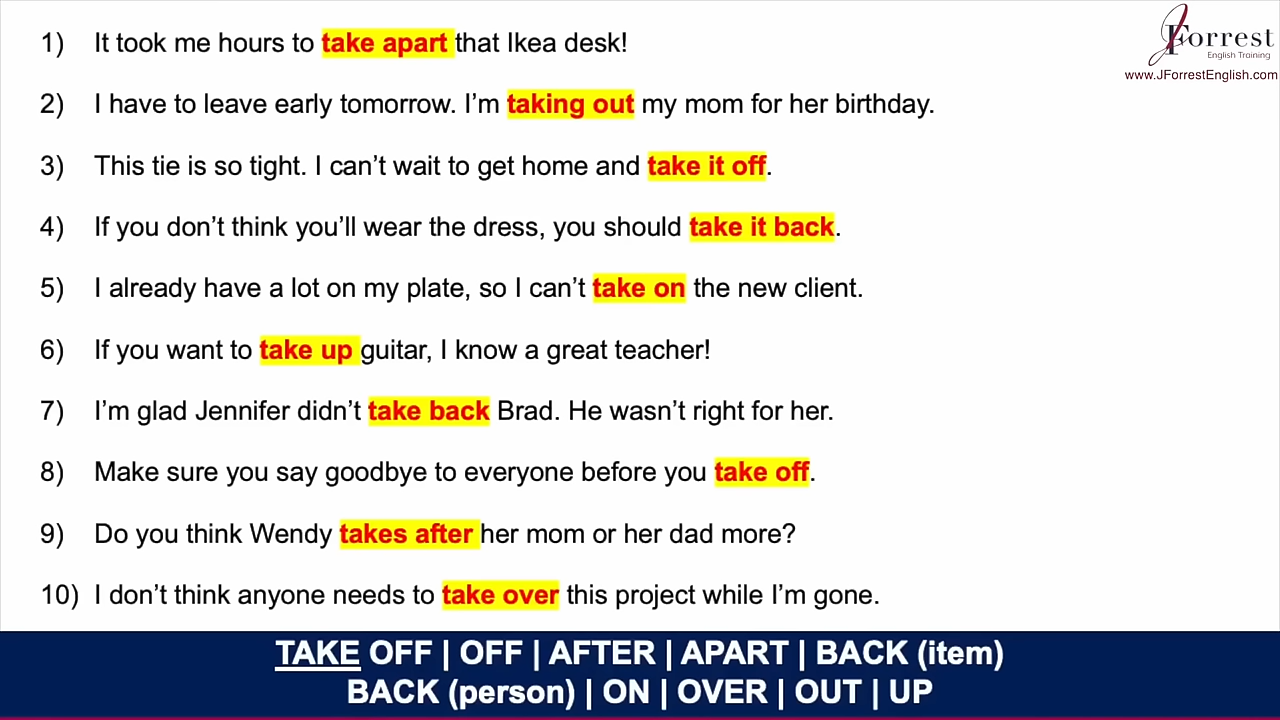 JForrest
English Training
www.JForrestEnglish.com
1) It took me hours to take apart that Ikea desk!
2) I have to leave early tomorrow. I'm taking out my mom for her birthday.
3) This tie is so tight. I can't wait to get home and take it off.
4) If you don't think you'll wear the dress, you should take it back.
5) I already have a lot on my plate, so I can't take on the new client.
6) If you want to take up guitar, I know a great teacher!
7) I'm glad Jennifer didn't take back Brad. He wasn't right for her.
8) Make sure you say goodbye to everyone before you take off.
9) Do you think Wendy takes after her mom or her dad more?
10) I don't think anyone needs to take over this project while I'm gone.
TAKE OFF | OFF | AFTER | APART | BACK (item)
BACK (person) | ON | OVER | OUT | UP